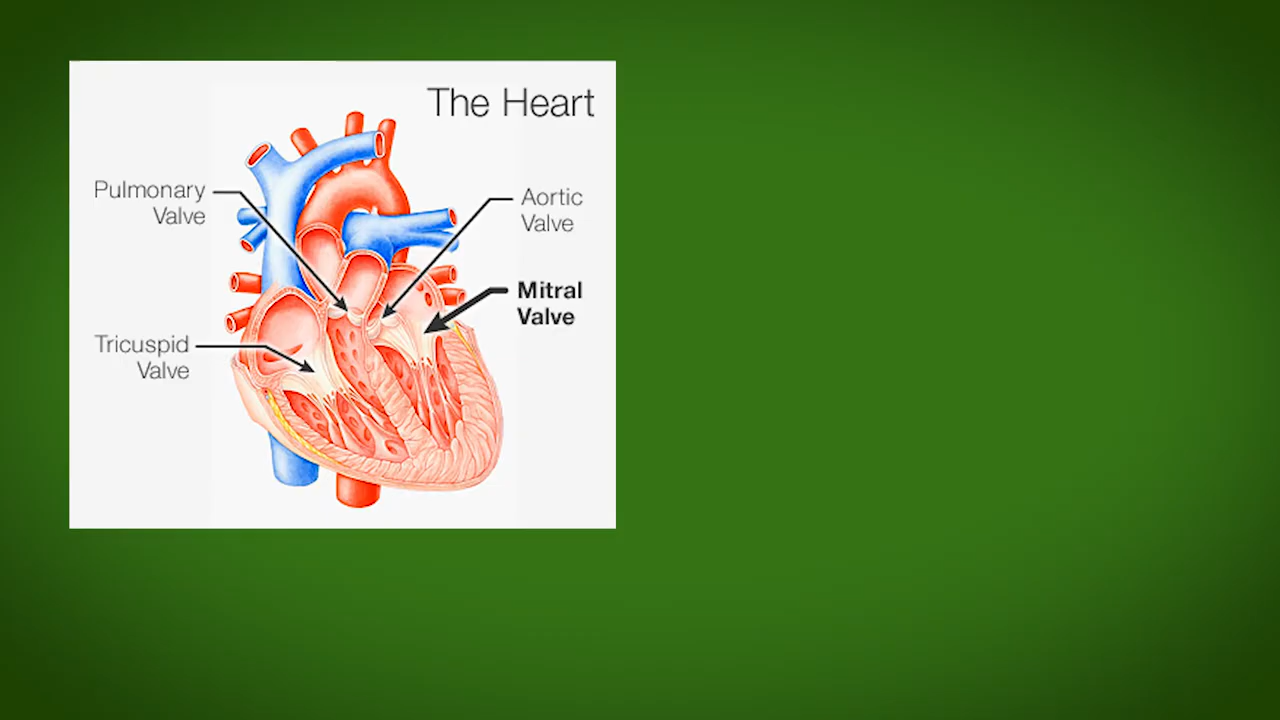 The Heart
Pulmonary
Valve
Aortic
Valve
Mitral
Valve
Tricuspid
Valve